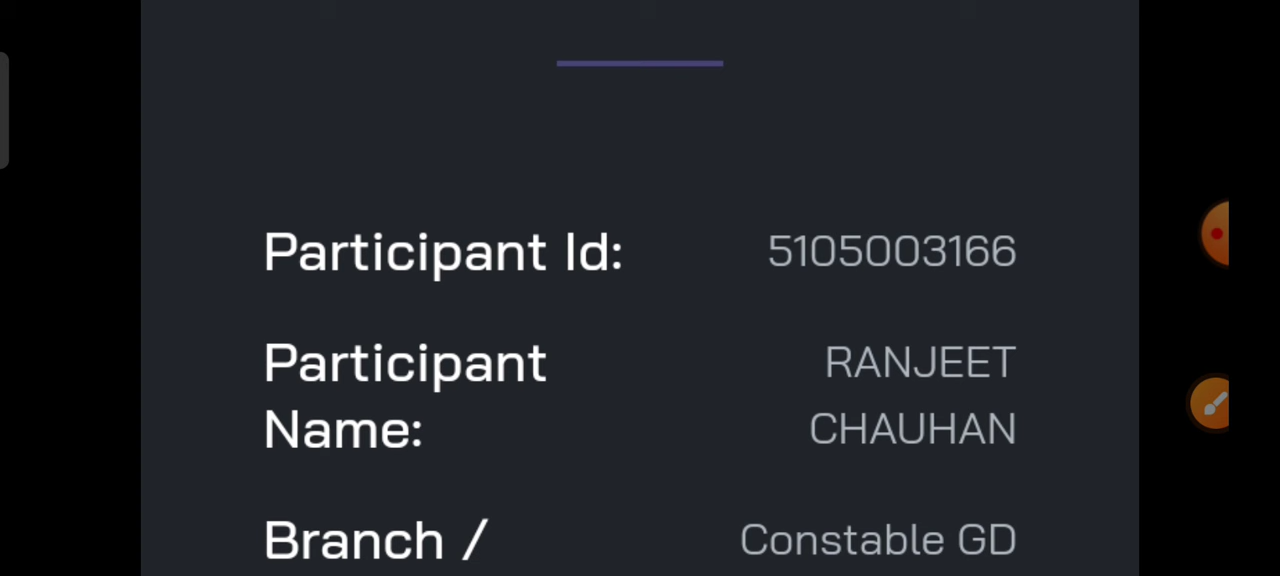 Participant Id: 5105003166
Participant RANJEET
Name: CHAUHAN
Branch / Constable GD